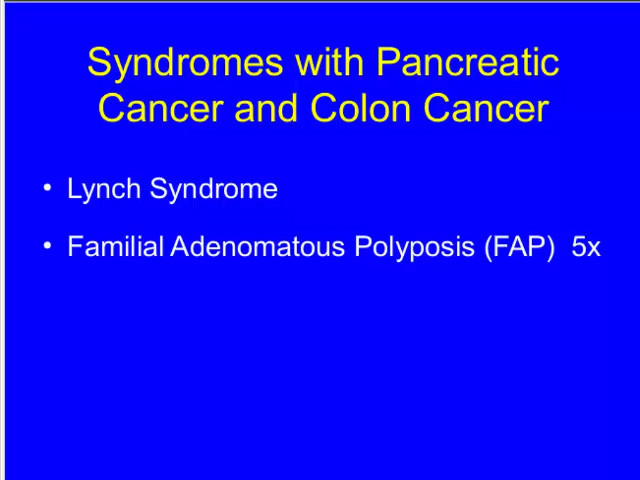 Syndromes with Pancreatic
Cancer and Colon Cancer
• Lynch Syndrome
• Familial Adenomatous Polyposis (FAP)  5x